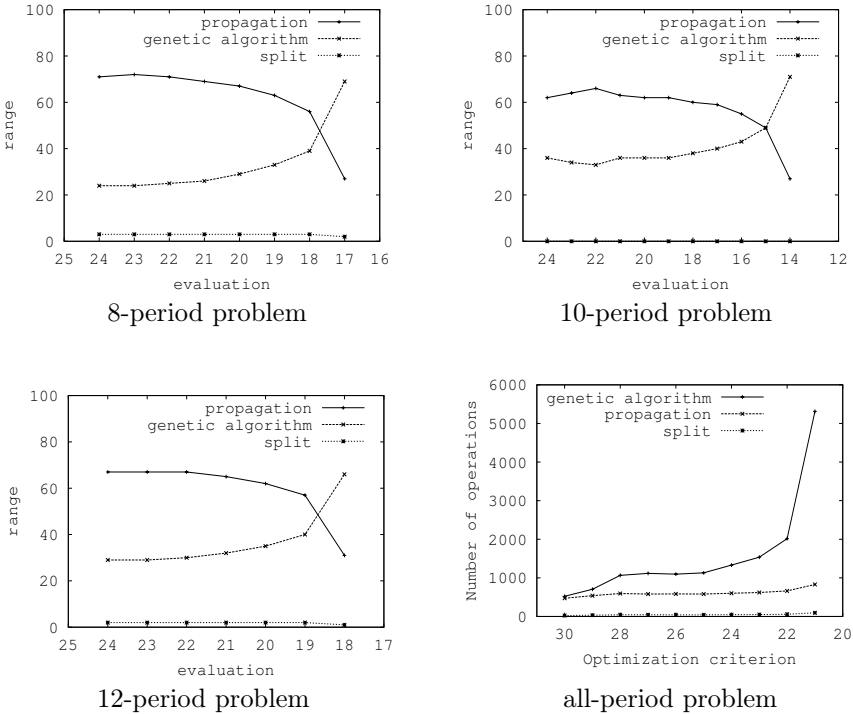 100
80
60
40
20
0
range
propagation
genetic algorithm
split
25 24 23 22 21 20 19 18 17 16
evaluation
8-period problem
100
80
60
40
20
0
range
propagation
genetic algorithm
split
24 22 20 18 16 14 12
evaluation
10-period problem
100
80
60
40
20
0
range
propagation
genetic algorithm
split
25 24 23 22 21 20 19 18 17
evaluation
12-period problem
6000
5000
4000
3000
2000
1000
0
Number of operations
genetic algorithm
propagation
split
30 28 26 24 22 20
Optimization criterion
all-period problem